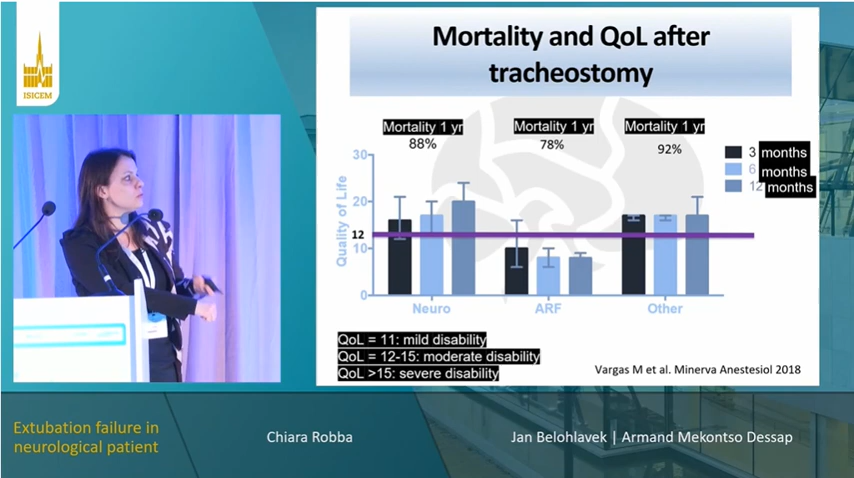 ISICEM
Mortality and QoL after
tracheostomy
Mortality 1 yr
88%
Mortality 1 yr
78%
Mortality 1 yr
92%
3 months
6 months
12 months
Quality of Life
30
20
12
10
0
Neuro
ARF
Other
QoL = 11: mild disability
QoL = 12-15: moderate disability
QoL >15: severe disability
Vargas M et al. Minerva Anestesiol 2018
Extubation failure in
neurological patient
Chiara Robba
Jan Belohlavek | Armand Mekontso Dessap